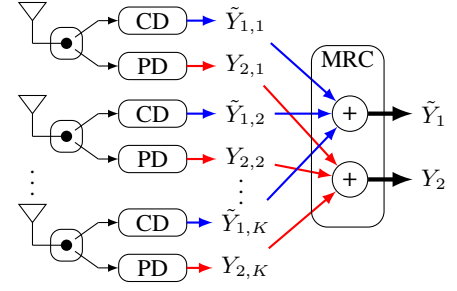 CD Ỹ₁,₁
MRC
PD Y₂,₁
CD Ỹ₁,₂ + Ỹ₁
PD Y₂,₂ + Y₂
⋮ ⋮
CD Ỹ₁,K
PD Y₂,K